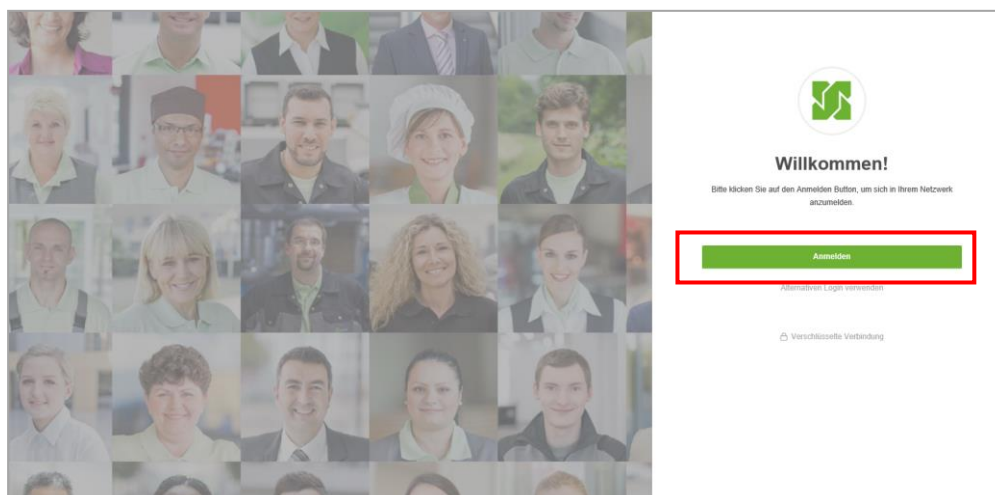 Willkommen!
Bitte klicken Sie auf den Anmelden Button, um sich in Ihrem Netzwerk
anzumelden.
Anmelden
Alternativen Login verwenden
Verschlüsselte Verbindung